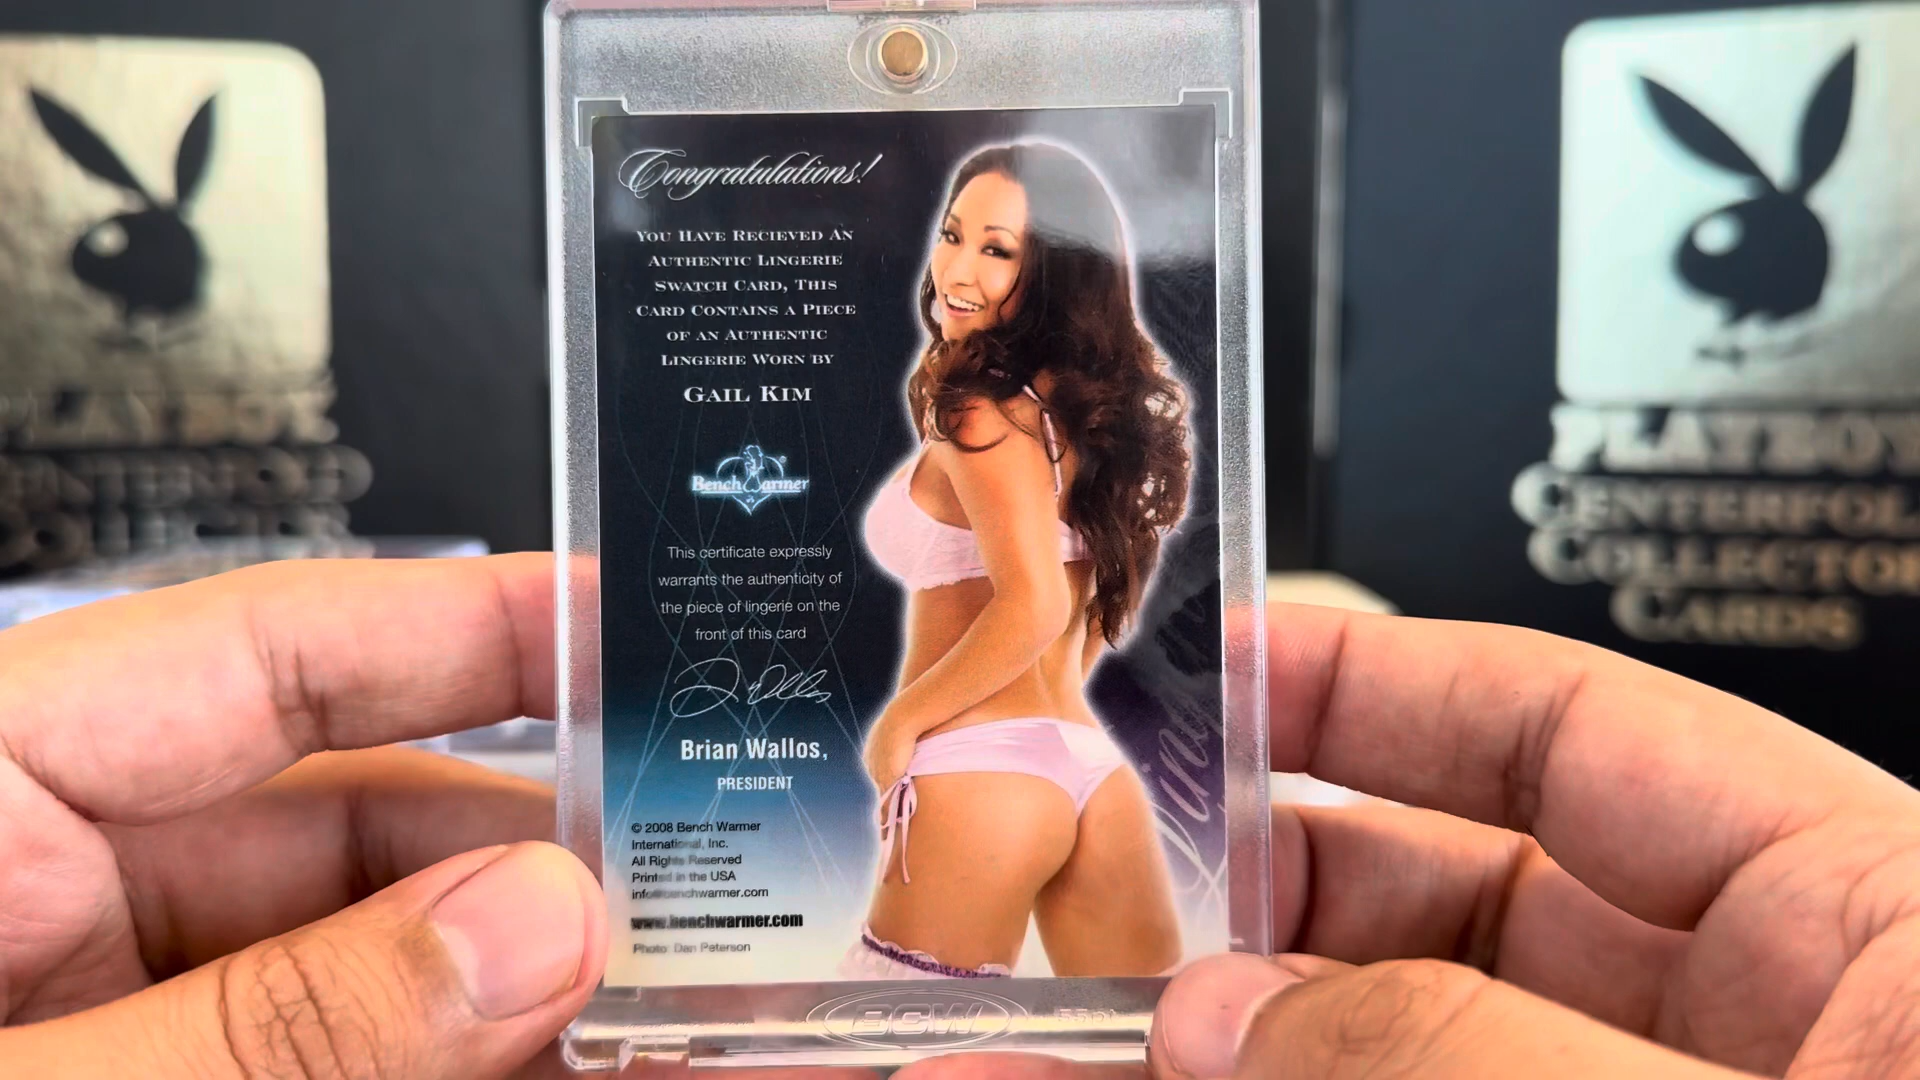 Congratulations!
YOU HAVE RECIEVED AN
AUTHENTIC LINGERIE
SWATCH CARD, THIS
CARD CONTAINS A PIECE
OF AN AUTHENTIC
LINGERIE WORN BY
GAIL KIM
BenchWarmer
This certificate expressly
warrants the authenticity of
the piece of lingerie on the
front of this card
Brian Wallos,
PRESIDENT
© 2008 Bench Warmer
International, Inc.
All Rights Reserved
Printed in the USA
info@benchwarmer.com
www.benchwarmer.com
Photo: Dan Peterson
BCW
55pt
PLAYBOY
CENTERFOL
COLLECTOR
CARDS